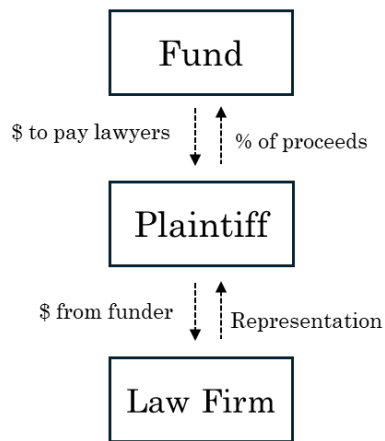 Fund
$ to pay lawyers
% of proceeds
Plaintiff
$ from funder
Representation
Law Firm